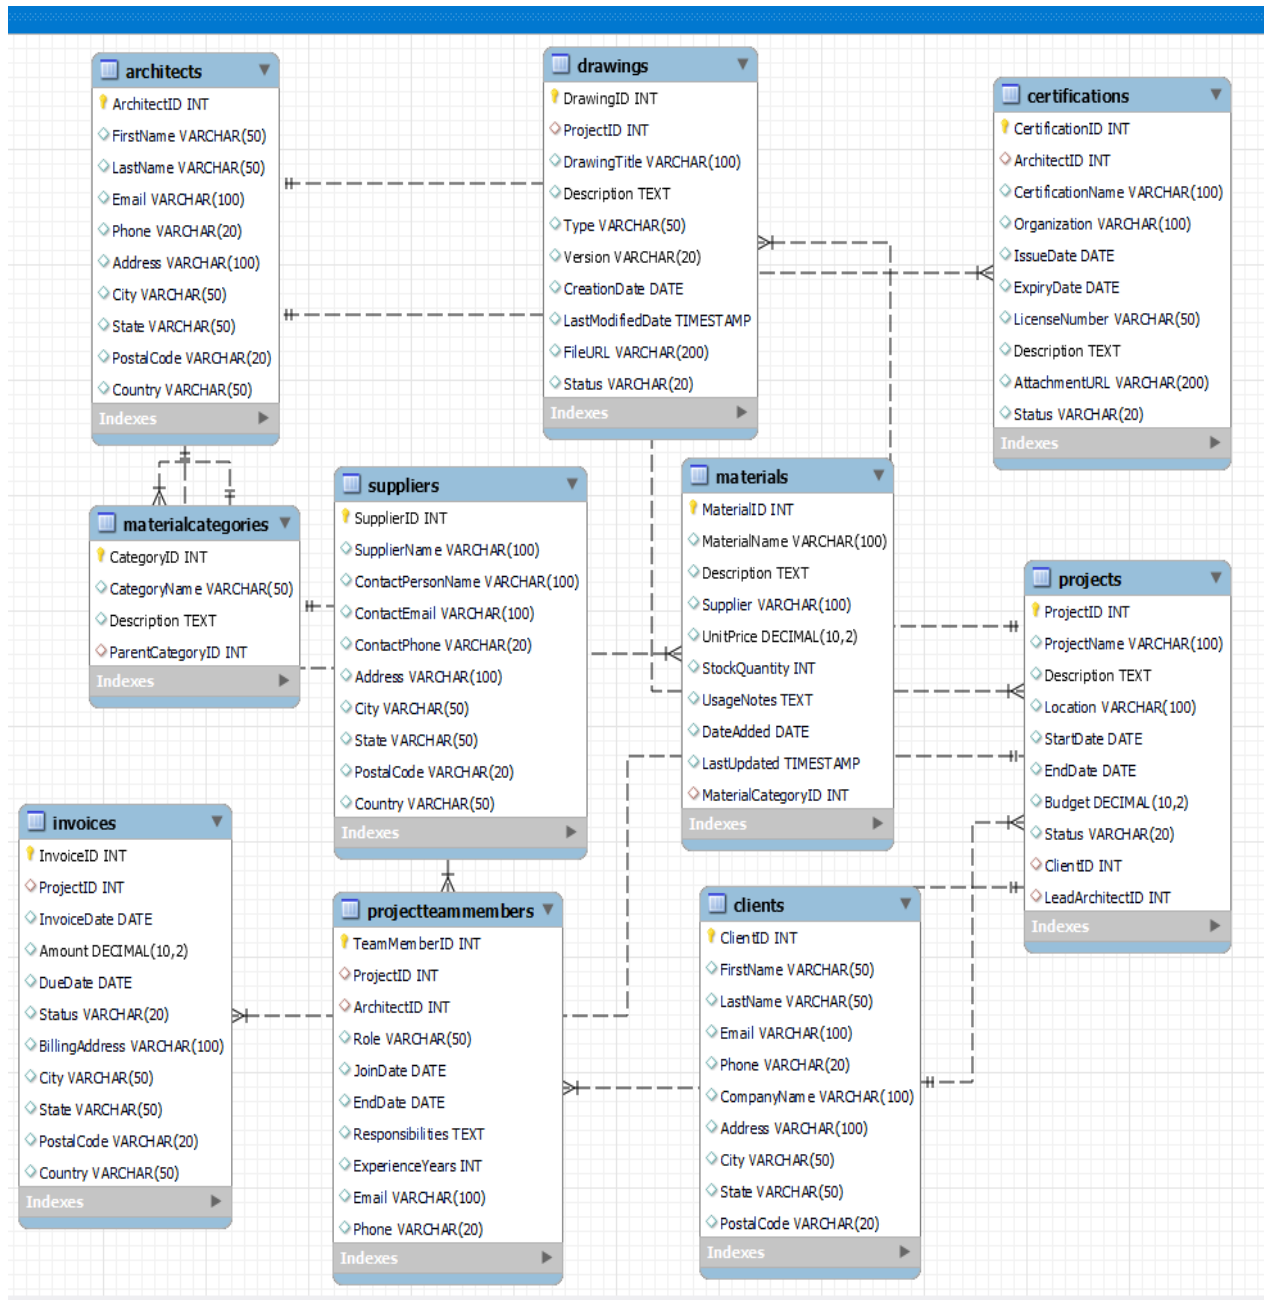 architects
ArchitectID INT
FirstName VARCHAR(50)
LastName VARCHAR(50)
Email VARCHAR(100)
Phone VARCHAR(20)
Address VARCHAR(100)
City VARCHAR(50)
State VARCHAR(50)
PostalCode VARCHAR(20)
Country VARCHAR(50)
Indexes
drawings
DrawingID INT
ProjectID INT
DrawingTitle VARCHAR(100)
Description TEXT
Type VARCHAR(50)
Version VARCHAR(20)
CreationDate DATE
LastModifiedDate TIMESTAMP
FileURL VARCHAR(200)
Status VARCHAR(20)
Indexes
certifications
CertificationID INT
ArchitectID INT
CertificationName VARCHAR(100)
Organization VARCHAR(100)
IssueDate DATE
ExpiryDate DATE
LicenseNumber VARCHAR(50)
Description TEXT
AttachmentURL VARCHAR(200)
Status VARCHAR(20)
Indexes
materialcategories
CategoryID INT
CategoryName VARCHAR(50)
Description TEXT
ParentCategoryID INT
Indexes
suppliers
SupplierID INT
SupplierName VARCHAR(100)
ContactPersonName VARCHAR(100)
ContactEmail VARCHAR(100)
ContactPhone VARCHAR(20)
Address VARCHAR(100)
City VARCHAR(50)
State VARCHAR(50)
PostalCode VARCHAR(20)
Country VARCHAR(50)
Indexes
materials
MaterialID INT
MaterialName VARCHAR(100)
Description TEXT
Supplier VARCHAR(100)
UnitPrice DECIMAL(10,2)
StockQuantity INT
UsageNotes TEXT
DateAdded DATE
LastUpdated TIMESTAMP
MaterialCategoryID INT
Indexes
projects
ProjectID INT
ProjectName VARCHAR(100)
Description TEXT
Location VARCHAR(100)
StartDate DATE
EndDate DATE
Budget DECIMAL(10,2)
Status VARCHAR(20)
ClientID INT
LeadArchitectID INT
Indexes
invoices
InvoiceID INT
ProjectID INT
InvoiceDate DATE
Amount DECIMAL(10,2)
DueDate DATE
Status VARCHAR(20)
BillingAddress VARCHAR(100)
City VARCHAR(50)
State VARCHAR(50)
PostalCode VARCHAR(20)
Country VARCHAR(50)
Indexes
projectteammembers
TeamMemberID INT
ProjectID INT
ArchitectID INT
Role VARCHAR(50)
JoinDate DATE
EndDate DATE
Responsibilities TEXT
ExperienceYears INT
Email VARCHAR(100)
Phone VARCHAR(20)
Indexes
clients
ClientID INT
FirstName VARCHAR(50)
LastName VARCHAR(50)
Email VARCHAR(100)
Phone VARCHAR(20)
CompanyName VARCHAR(100)
Address VARCHAR(100)
City VARCHAR(50)
State VARCHAR(50)
PostalCode VARCHAR(20)
Indexes